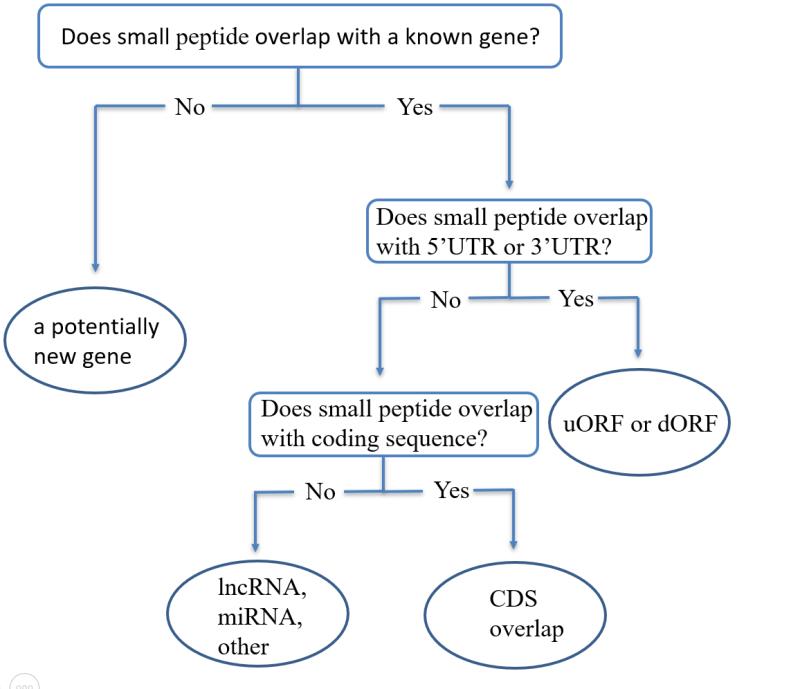 Does small peptide overlap with a known gene?
No
Yes
Does small peptide overlap
with 5’UTR or 3’UTR?
No
Yes
a potentially
new gene
Does small peptide overlap
with coding sequence?
uORF or dORF
No
Yes
lncRNA,
miRNA,
other
CDS
overlap